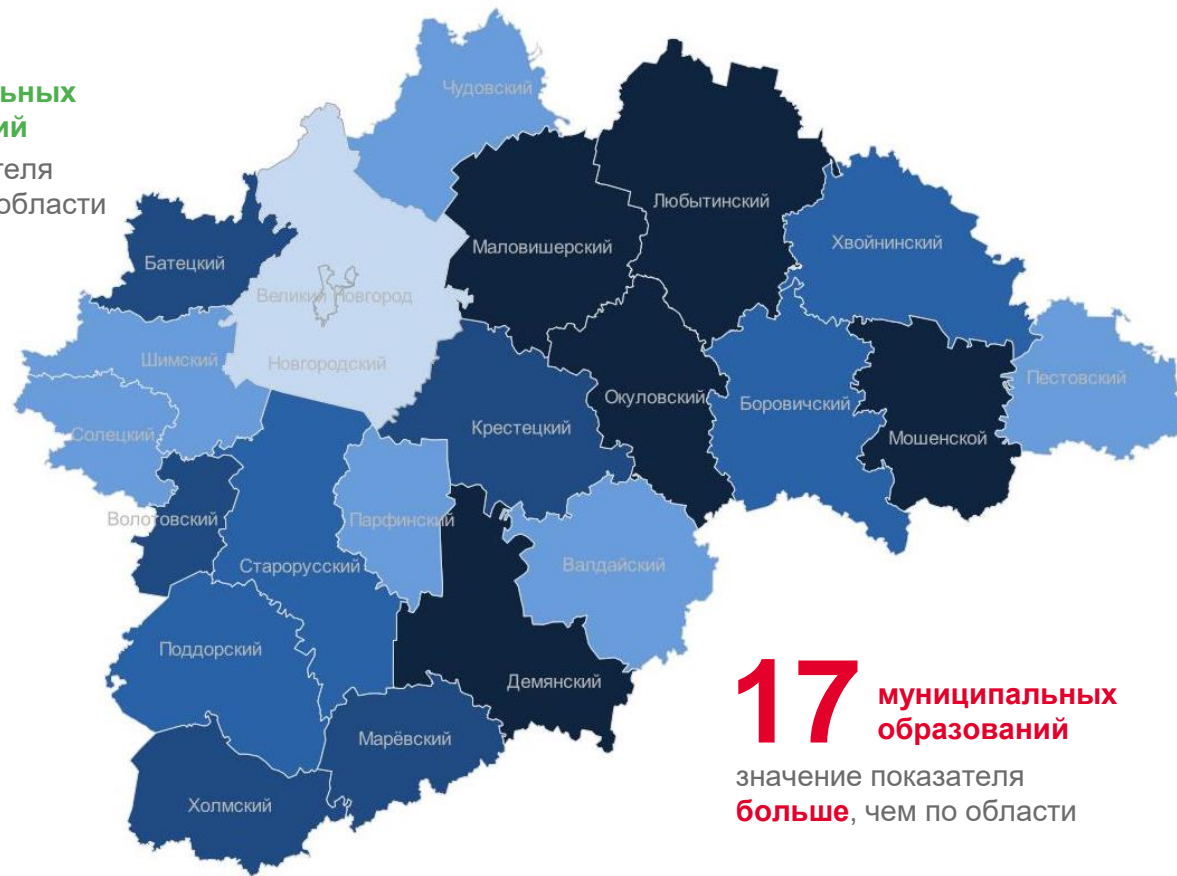 льных
ий
теля
области
Чудовский
Любытинский
Маловишерский
Хвойнинский
Батецкий
Великий Новгород
Шимский
Новгородский
Пестовский
Окуловский
Боровичский
Солецкий
Крестецкий
Мошенской
Волотовский
Парфинский
Старорусский
Валдайский
Поддорский
Демянский
Марёвский
Холмский
17 муниципальных
образований
значение показателя
больше, чем по области